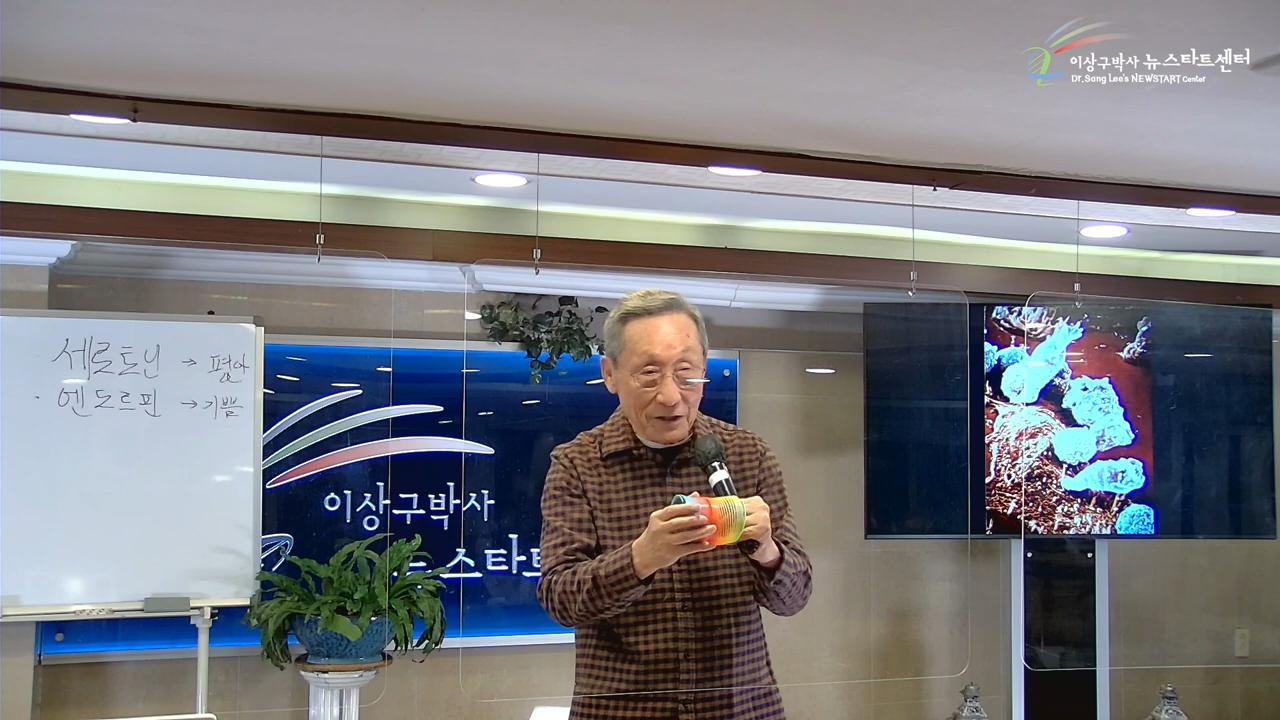 이상구박사 뉴스타트센터
Dr. Sang Lee's NEWSTART Center
세로토닌 → 평안
· 엔도르핀 → 기쁨
이상구박사
뉴스타트